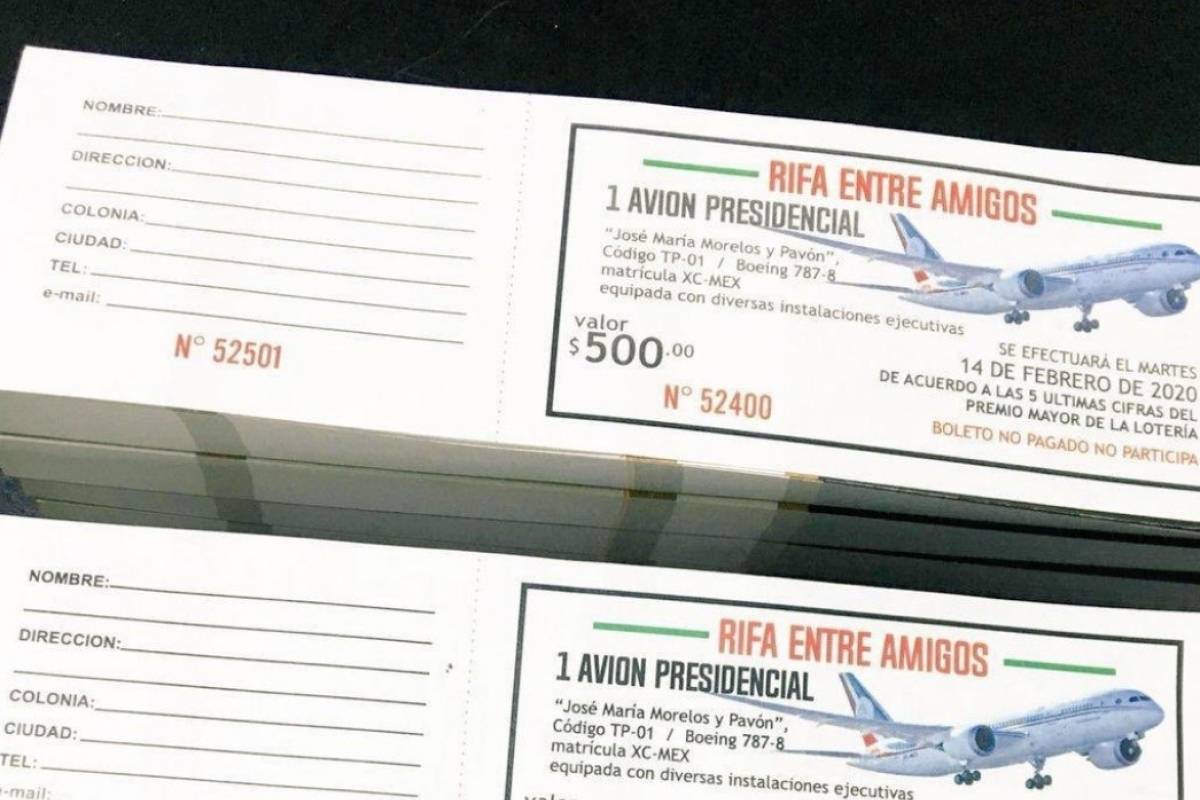 NOMBRE:
DIRECCION:
COLONIA:
CIUDAD:
TEL:
e-mail:
N° 52501
RIFA ENTRE AMIGOS
1 AVION PRESIDENCIAL
"José María Morelos y Pavón",
Código TP-01 / Boeing 787-8
matrícula XC-MEX
equipada con diversas instalaciones ejecutivas
valor
$500.00
N° 52400
SE EFECTUARÁ EL MARTES
14 DE FEBRERO DE 2020
DE ACUERDO A LAS 5 ULTIMAS CIFRAS DEL
PREMIO MAYOR DE LA LOTERÍA
BOLETO NO PAGADO NO PARTICIPA
NOMBRE:
DIRECCION:
COLONIA:
CIUDAD:
TEL:
e-mail:
RIFA ENTRE AMIGOS
1 AVION PRESIDENCIAL
"José María Morelos y Pavón",
Código TP-01 / Boeing 787-8
matrícula XC-MEX
equipada con diversas instalaciones ejecutivas